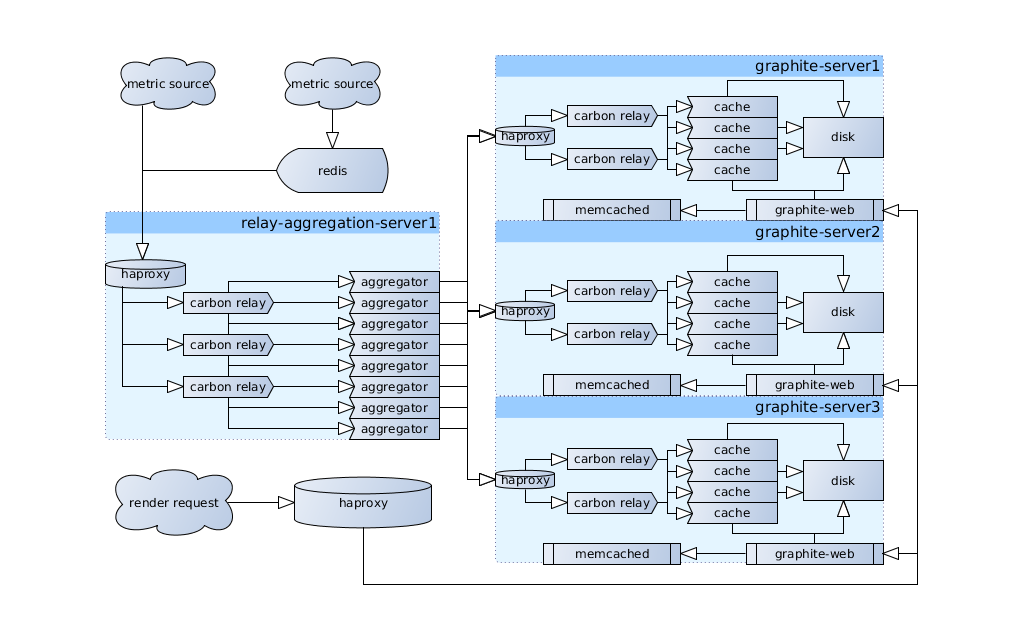 metric source
metric source
redis
relay-aggregation-server1
haproxy
carbon relay
carbon relay
carbon relay
aggregator
aggregator
aggregator
aggregator
aggregator
aggregator
aggregator
aggregator
render request
haproxy
graphite-server1
haproxy
carbon relay
carbon relay
cache
cache
cache
cache
disk
memcached
graphite-web
graphite-server2
haproxy
carbon relay
carbon relay
cache
cache
cache
cache
disk
memcached
graphite-web
graphite-server3
haproxy
carbon relay
carbon relay
cache
cache
cache
cache
disk
memcached
graphite-web